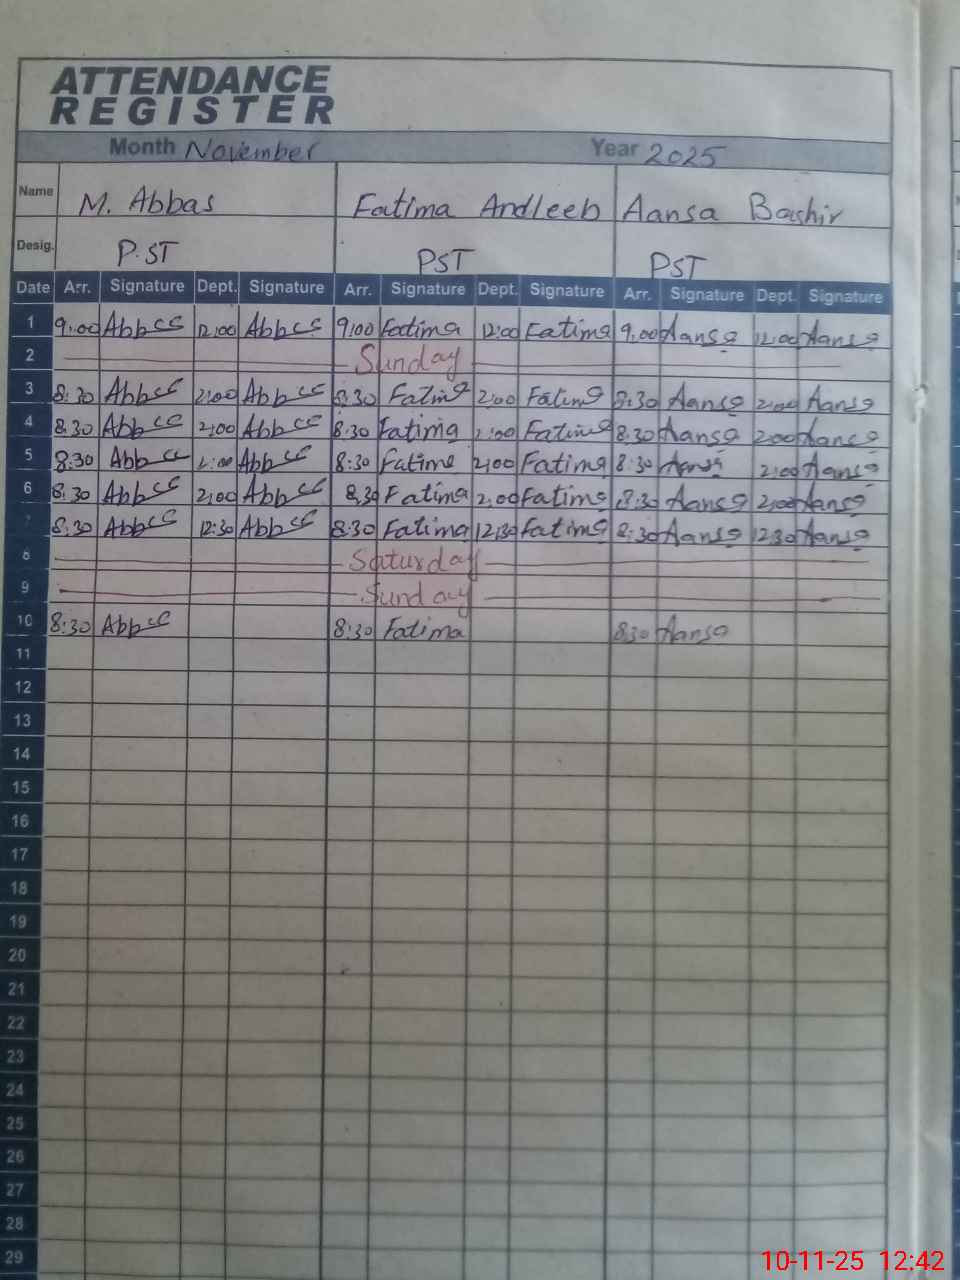 ATTENDANCE
REGISTER
Month November Year 2025
Name M. Abbas Fatima Andleeb Aansa Bashir
Desig. P.ST PST PST
Date Arr. Signature Dept. Signature Arr. Signature Dept. Signature Arr. Signature Dept. Signature
1 9:00 Abbas 12:00 Abbas 9:00 Fatima 12:00 Fatima 9.00 Aansa 12:00 Aansa
2 Sunday
3 8:30 Abbas 2:00 Abbas 8:30 Fatima 2:00 Fatima 8:30 Aansa 2:00 Aansa
4 8:30 Abbas 2:00 Abbas 8:30 Fatima 2:00 Fatima 8:30 Aansa 2:00 Aansa
5 8:30 Abbas 2:00 Abbas 8:30 Fatima 2:00 Fatima 8:30 Aansa 2:00 Aansa
6 8:30 Abbas 2:00 Abbas 8:30 Fatima 2:00 Fatima 8:30 Aansa 2:00 Aansa
7 8:30 Abbas 12:30 Abbas 8:30 Fatima 12:30 Fatima 8:30 Aansa 12:30 Aansa
8 Saturday
9 Sunday
10 8:30 Abbas 8:30 Fatima 8:30 Aansa
11
12
13
14
15
16
17
18
19
20
21
22
23
24
25
26
27
28
29
10-11-25 12:42